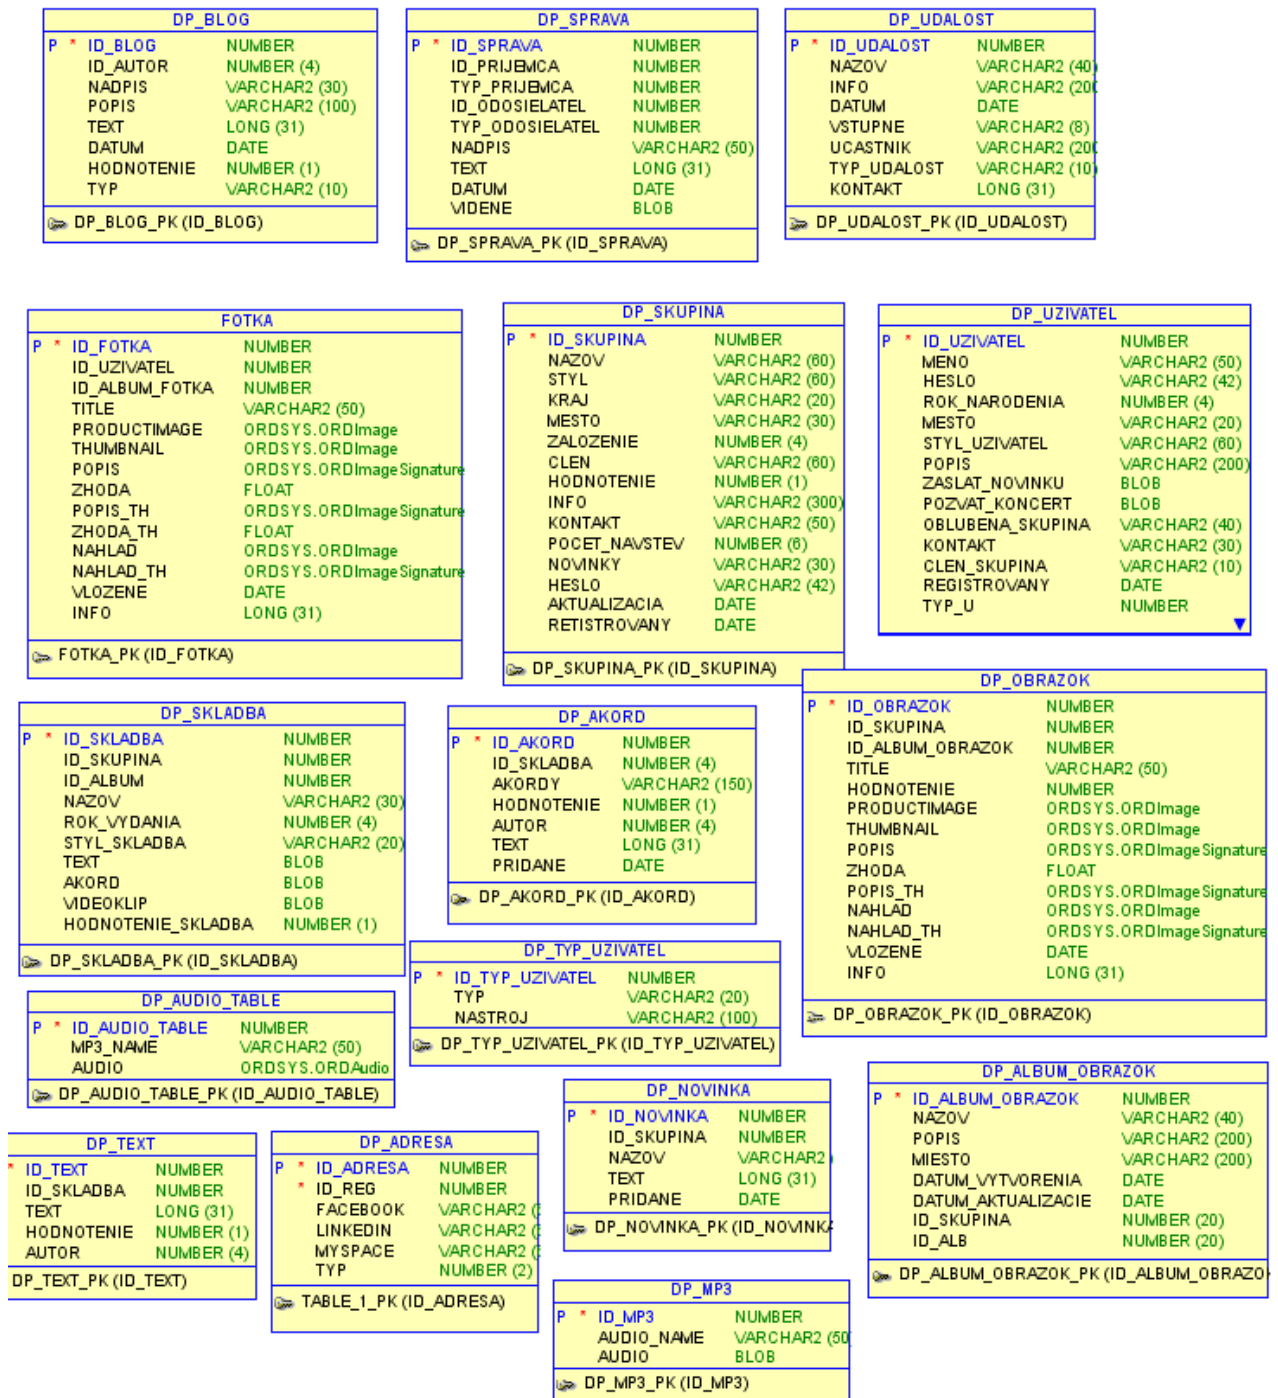 DP_BLOG
P * ID_BLOG NUMBER
ID_AUTOR NUMBER (4)
NADPIS VARCHAR2 (30)
POPIS VARCHAR2 (100)
TEXT LONG (31)
DATUM DATE
HODNOTENIE NUMBER (1)
TYP VARCHAR2 (10)
DP_BLOG_PK (ID_BLOG)
DP_SPRAVA
P * ID_SPRAVA NUMBER
ID_PRIJEMCA NUMBER
TYP_PRIJEMCA NUMBER
ID_ODOSIELATEL NUMBER
TYP_ODOSIELATEL NUMBER
NADPIS VARCHAR2 (50)
TEXT LONG (31)
DATUM DATE
VIDENE BLOB
DP_SPRAVA_PK (ID_SPRAVA)
DP_UDALOST
P * ID_UDALOST NUMBER
NAZOV VARCHAR2 (40)
INFO VARCHAR2 (200
DATUM DATE
VSTUPNE VARCHAR2 (8)
UCASTNIK VARCHAR2 (200
TYP_UDALOST VARCHAR2 (10)
KONTAKT LONG (31)
DP_UDALOST_PK (ID_UDALOST)
FOTKA
P * ID_FOTKA NUMBER
ID_UZIVATEL NUMBER
ID_ALBUM_FOTKA NUMBER
TITLE VARCHAR2 (50)
PRODUCTIMAGE ORDSYS.ORDImage
THUMBNAIL ORDSYS.ORDImage
POPIS ORDSYS.ORDImageSignature
ZHODA FLOAT
POPIS_TH ORDSYS.ORDImageSignature
ZHODA_TH FLOAT
NAHLAD ORDSYS.ORDImage
NAHLAD_TH ORDSYS.ORDImageSignature
VLOZENE DATE
INFO LONG (31)
FOTKA_PK (ID_FOTKA)
DP_SKUPINA
P * ID_SKUPINA NUMBER
NAZOV VARCHAR2 (60)
STYL VARCHAR2 (60)
KRAJ VARCHAR2 (20)
MESTO VARCHAR2 (30)
ZALOZENIE NUMBER (4)
CLEN VARCHAR2 (60)
HODNOTENIE NUMBER (1)
INFO VARCHAR2 (300)
KONTAKT VARCHAR2 (50)
POCET_NAVSTEV NUMBER (6)
NOVINKY VARCHAR2 (30)
HESLO VARCHAR2 (42)
AKTUALIZACIA DATE
RETISTROVANY DATE
DP_SKUPINA_PK (ID_SKUPINA)
DP_UZIVATEL
P * ID_UZIVATEL NUMBER
MENO VARCHAR2 (50)
HESLO VARCHAR2 (42)
ROK_NARODENIA NUMBER (4)
MESTO VARCHAR2 (20)
STYL_UZIVATEL VARCHAR2 (60)
POPIS VARCHAR2 (200)
ZASLAT_NOVINKU BLOB
POZVAT_KONCERT BLOB
OBLUBENA_SKUPINA VARCHAR2 (40)
KONTAKT VARCHAR2 (30)
CLEN_SKUPINA VARCHAR2 (10)
REGISTROVANY DATE
TYP_U NUMBER
DP_SKLADBA
P * ID_SKLADBA NUMBER
ID_SKUPINA NUMBER
ID_ALBUM NUMBER
NAZOV VARCHAR2 (30)
ROK_VYDANIA NUMBER (4)
STYL_SKLADBA VARCHAR2 (20)
TEXT BLOB
AKORD BLOB
VIDEOKLIP BLOB
HODNOTENIE_SKLADBA NUMBER (1)
DP_SKLADBA_PK (ID_SKLADBA)
DP_AKORD
P * ID_AKORD NUMBER
ID_SKLADBA NUMBER (4)
AKORDY VARCHAR2 (150)
HODNOTENIE NUMBER (1)
AUTOR NUMBER (4)
TEXT LONG (31)
PRIDANE DATE
DP_AKORD_PK (ID_AKORD)
DP_OBRAZOK
P * ID_OBRAZOK NUMBER
ID_SKUPINA NUMBER
ID_ALBUM_OBRAZOK NUMBER
TITLE VARCHAR2 (50)
HODNOTENIE NUMBER
PRODUCTIMAGE ORDSYS.ORDImage
THUMBNAIL ORDSYS.ORDImage
POPIS ORDSYS.ORDImageSignature
ZHODA FLOAT
POPIS_TH ORDSYS.ORDImageSignature
NAHLAD ORDSYS.ORDImage
NAHLAD_TH ORDSYS.ORDImageSignature
VLOZENE DATE
INFO LONG (31)
DP_OBRAZOK_PK (ID_OBRAZOK)
DP_TYP_UZIVATEL
P * ID_TYP_UZIVATEL NUMBER
TYP VARCHAR2 (20)
NASTROJ VARCHAR2 (100)
DP_TYP_UZIVATEL_PK (ID_TYP_UZIVATEL)
DP_AUDIO_TABLE
P * ID_AUDIO_TABLE NUMBER
MP3_NAME VARCHAR2 (50)
AUDIO ORDSYS.ORDAudio
DP_AUDIO_TABLE_PK (ID_AUDIO_TABLE)
DP_TEXT
* ID_TEXT NUMBER
ID_SKLADBA NUMBER
TEXT LONG (31)
HODNOTENIE NUMBER (1)
AUTOR NUMBER (4)
DP_TEXT_PK (ID_TEXT)
DP_ADRESA
P * ID_ADRESA NUMBER
* ID_REG NUMBER
FACEBOOK VARCHAR2 (
LINKEDIN VARCHAR2 (
MYSPACE VARCHAR2 (
TYP NUMBER (2)
TABLE_1_PK (ID_ADRESA)
DP_NOVINKA
P * ID_NOVINKA NUMBER
ID_SKUPINA NUMBER
NAZOV VARCHAR2
TEXT LONG (31)
PRIDANE DATE
DP_NOVINKA_PK (ID_NOVINKA
DP_ALBUM_OBRAZOK
P * ID_ALBUM_OBRAZOK NUMBER
NAZOV VARCHAR2 (40)
POPIS VARCHAR2 (200)
MIESTO VARCHAR2 (200)
DATUM_VYTVORENIA DATE
DATUM_AKTUALIZACIE DATE
ID_SKUPINA NUMBER (20)
ID_ALB NUMBER (20)
DP_ALBUM_OBRAZOK_PK (ID_ALBUM_OBRAZO
DP_MP3
P * ID_MP3 NUMBER
AUDIO_NAME VARCHAR2 (50
AUDIO BLOB
DP_MP3_PK (ID_MP3)